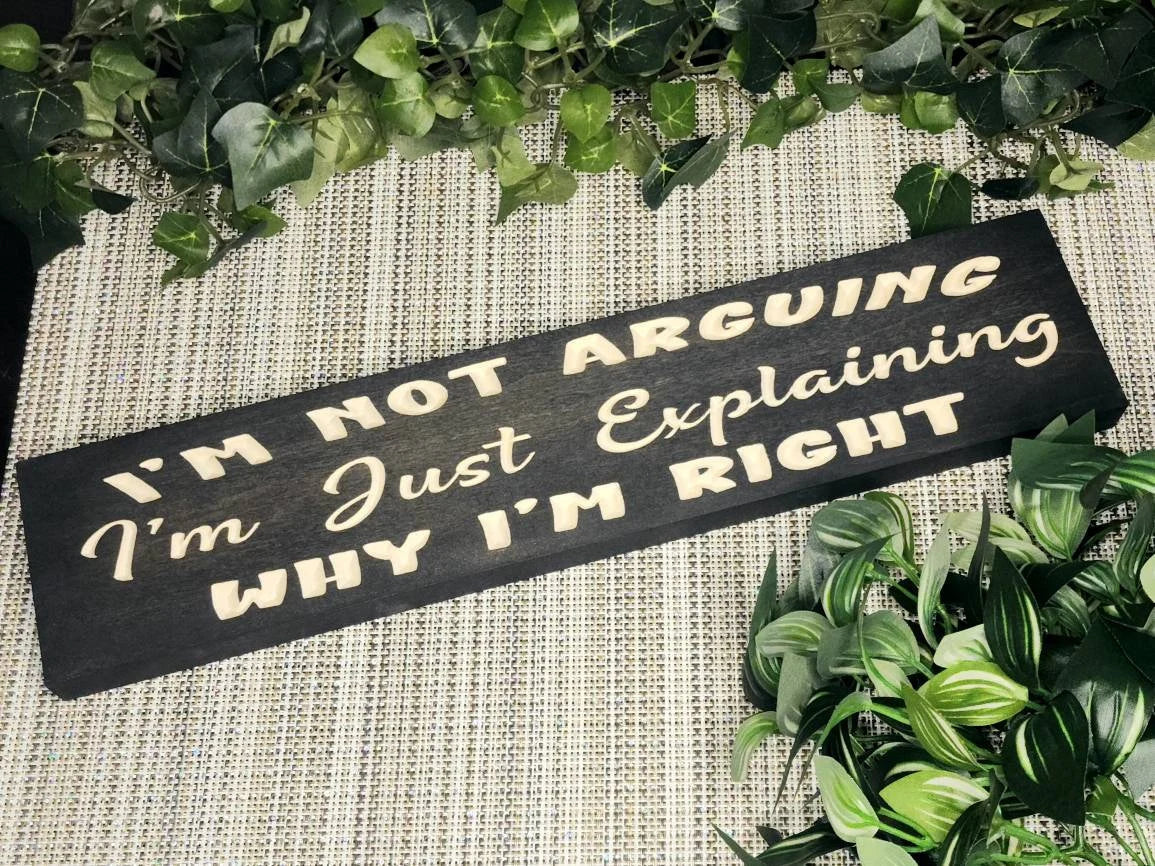 I'M NOT ARGUING
I'm Just Explaining
WHY I'M RIGHT